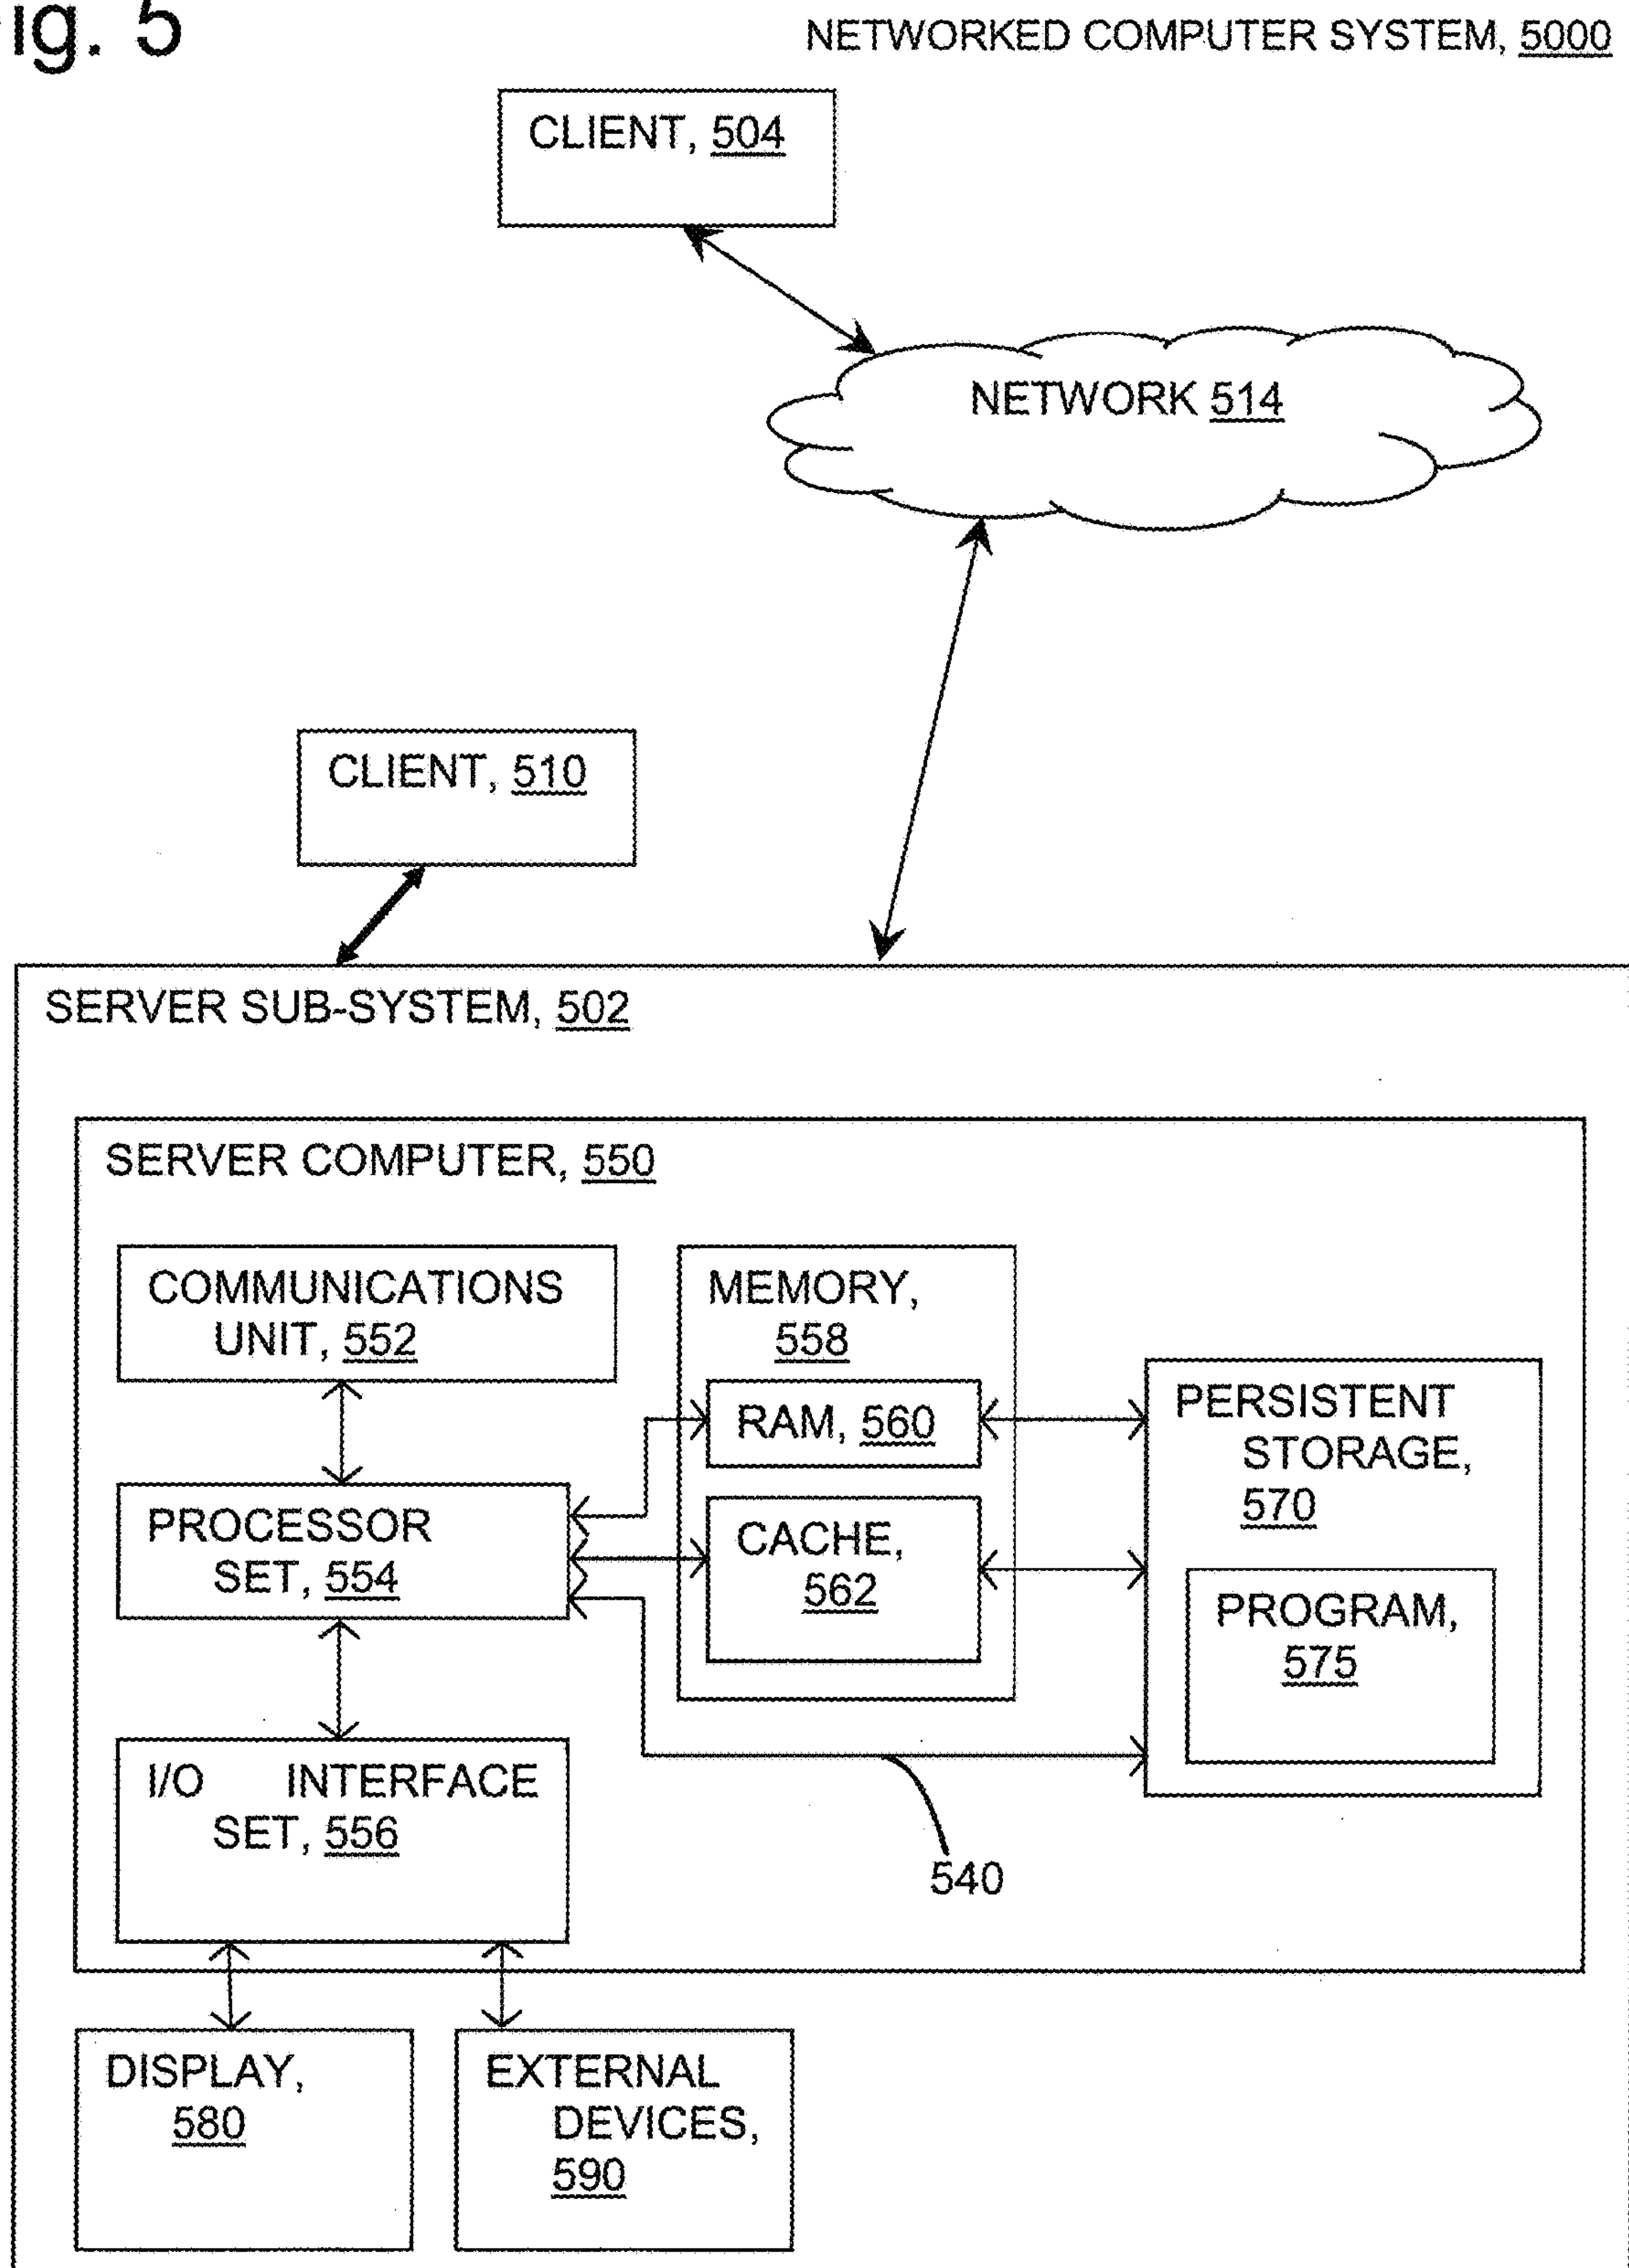 ig. 5
NETWORKED COMPUTER SYSTEM, 5000
CLIENT, 504
NETWORK 514
CLIENT, 510
SERVER SUB-SYSTEM, 502
SERVER COMPUTER, 550
COMMUNICATIONS
UNIT, 552
MEMORY,
558
RAM, 560
PERSISTENT
STORAGE,
570
PROCESSOR
SET, 554
CACHE,
562
PROGRAM,
575
I/O INTERFACE
SET, 556
540
DISPLAY,
580
EXTERNAL
DEVICES,
590